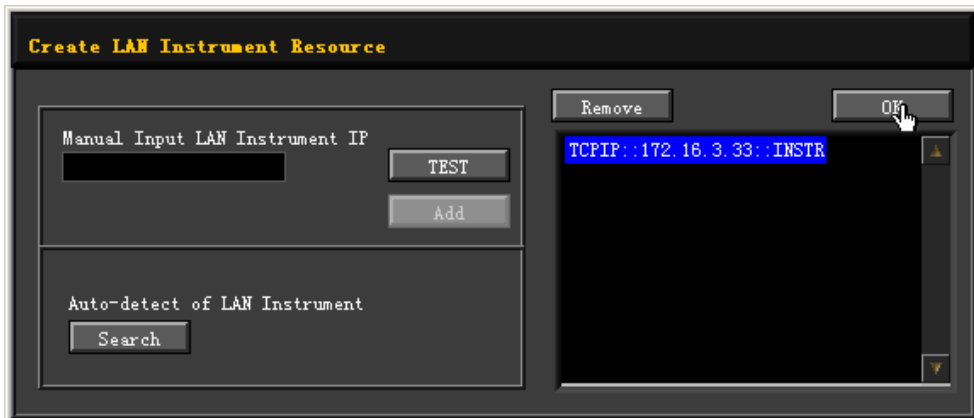 Create LAN Instrument Resource
Manual Input LAN Instrument IP
TEST
Add
Auto-detect of LAN Instrument
Search
Remove
OK
TCPIP::172.16.3.33::INSTR